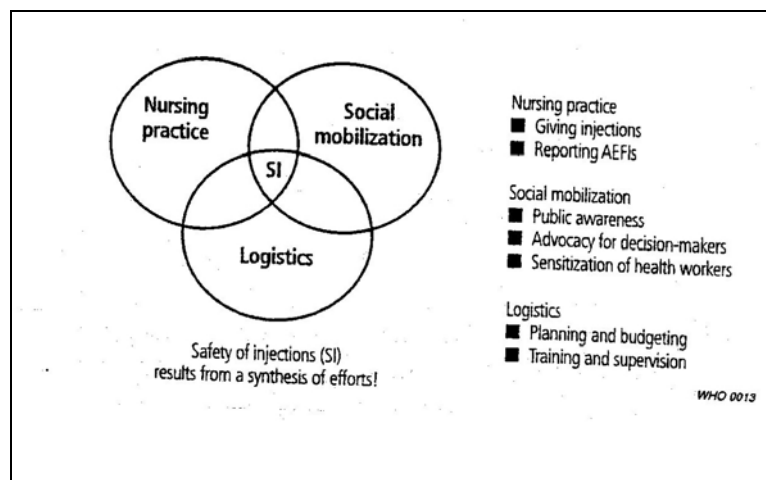 Nursing
practice
Social
mobilization
SI
Logistics
Safety of injections (SI)
results from a synthesis of efforts!
Nursing practice
■ Giving injections
■ Reporting AEFIs
Social mobilization
■ Public awareness
■ Advocacy for decision-makers
■ Sensitization of health workers
Logistics
■ Planning and budgeting
■ Training and supervision
WHO 0013